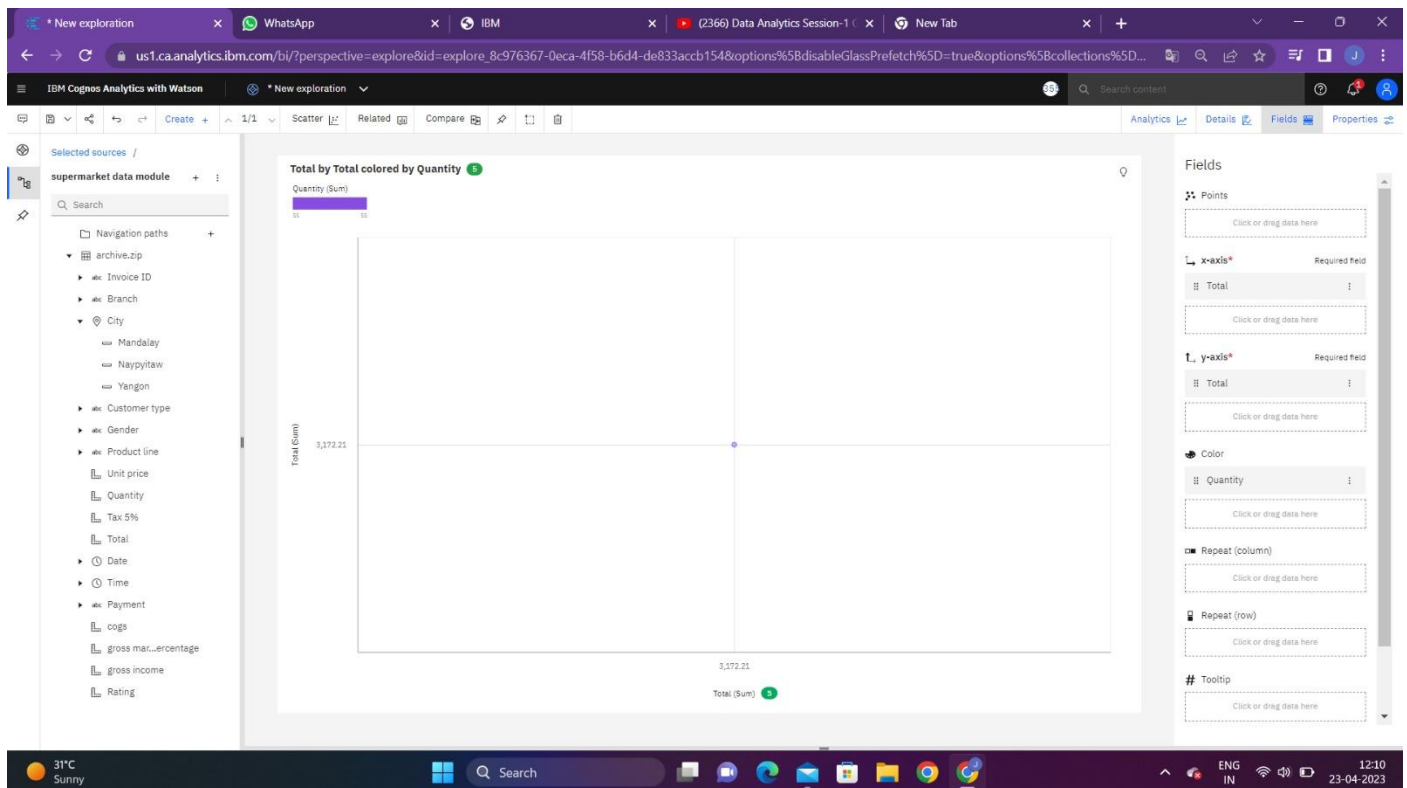 * New exploration
WhatsApp
IBM
(2366) Data Analytics Session-1
New Tab
us1.ca.analytics.ibm.com/bi/?perspective=explore&id=explore_8c976367-0eca-4f58-b6d4-de833accb154&options%5BdisableGlassPrefetch%5D=true&options%5Bcollections%5D...
J
IBM Cognos Analytics with Watson
* New exploration
Search content
1
Create +
1/1
Scatter
Related
Compare
Analytics
Details
Fields
Properties
Selected sources /
supermarket data module
Search
Navigation paths
archive.zip
abc Invoice ID
abc Branch
City
Mandalay
Naypyitaw
Yangon
abc Customer type
abc Gender
abc Product line
Unit price
Quantity
Tax 5%
Total
Date
Time
abc Payment
cogs
gross mar...ercentage
gross income
Rating
Total by Total colored by Quantity 5
Quantity (Sum)
55 55
Total (Sum)
3,172.21
3,172.21
Total (Sum) 5
Fields
Points
Click or drag data here
x-axis* Required field
Total
Click or drag data here
y-axis* Required field
Total
Click or drag data here
Color
Quantity
Click or drag data here
Repeat (column)
Click or drag data here
Repeat (row)
Click or drag data here
# Tooltip
Click or drag data here
31°C
Sunny
Search
ENG
IN
12:10
23-04-2023